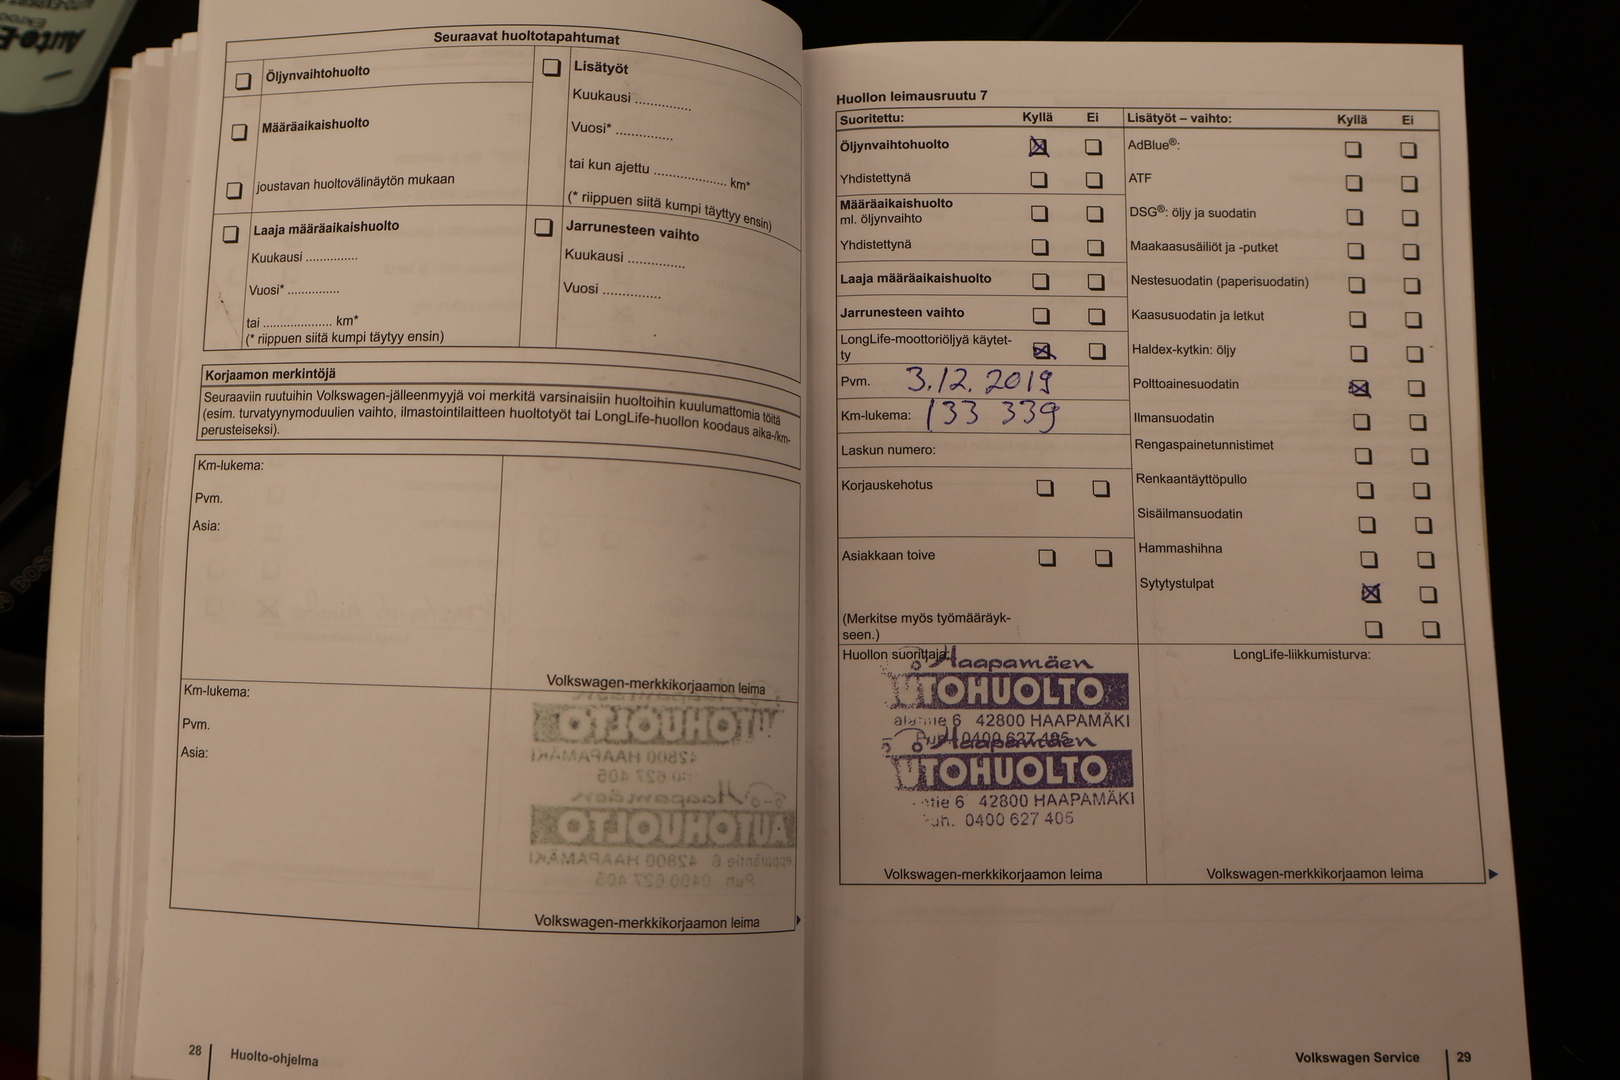 Seuraavat huoltotapahtumat
Öljynvaihtohuolto
Määräaikaishuolto
joustavan huoltovälinäytön mukaan
Lisätyöt
Kuukausi ..............
Vuosi* ..............
tai kun ajettu .................. km*
(* riippuen siitä kumpi täyttyy ensin)
Laaja määräaikaishuolto
Kuukausi .............
Vuosi* .............
tai .................... km*
(* riippuen siitä kumpi täytyy ensin)
Jarrunesteen vaihto
Kuukausi ..............
Vuosi ..............
Korjaamon merkintöjä
Seuraaviin ruutuihin Volkswagen-jälleenmyyjä voi merkitä varsinaisiin huoltoihin kuulumattomia töitä
(esim. turvatyynymoduulien vaihto, ilmastointilaitteen huoltotyöt tai LongLife-huollon koodaus aika-/km-
perusteiseksi).
Km-lukema:
Pvm.
Asia:
Volkswagen-merkkikorjaamon leima
Km-lukema:
Pvm.
Asia:
Volkswagen-merkkikorjaamon leima
28 Huolto-ohjelma
Huollon leimausruutu 7
Suoritettu: Kyllä Ei
Öljynvaihtohuolto
Yhdistettynä
Määräaikaishuolto
ml. öljynvaihto
Yhdistettynä
Laaja määräaikaishuolto
Jarrunesteen vaihto
LongLife-moottoriöljyä käytet-
ty
Pvm. 3.12.2019
Km-lukema: 133 339
Laskun numero:
Korjauskehotus
Asiakkaan toive
(Merkitse myös työmääräyk-
seen.)
Lisätyöt – vaihto: Kyllä Ei
AdBlue®:
ATF
DSG®: öljy ja suodatin
Maakaasusäiliöt ja -putket
Nestesuodatin (paperisuodatin)
Kaasusuodatin ja letkut
Haldex-kytkin: öljy
Polttoainesuodatin
Ilmansuodatin
Rengaspainetunnistimet
Renkaantäyttöpullo
Sisäilmansuodatin
Hammashihna
Sytytystulpat
Huollon suorittaja:
Haapamäen
TOHUOLTO
6 42800 HAAPAMÄKI
Haapamäen
TOHUOLTO
tie 6 42800 HAAPAMÄKI
uh. 0400 627 405
Volkswagen-merkkikorjaamon leima
LongLife-liikkumisturva:
Volkswagen-merkkikorjaamon leima
Volkswagen Service 29